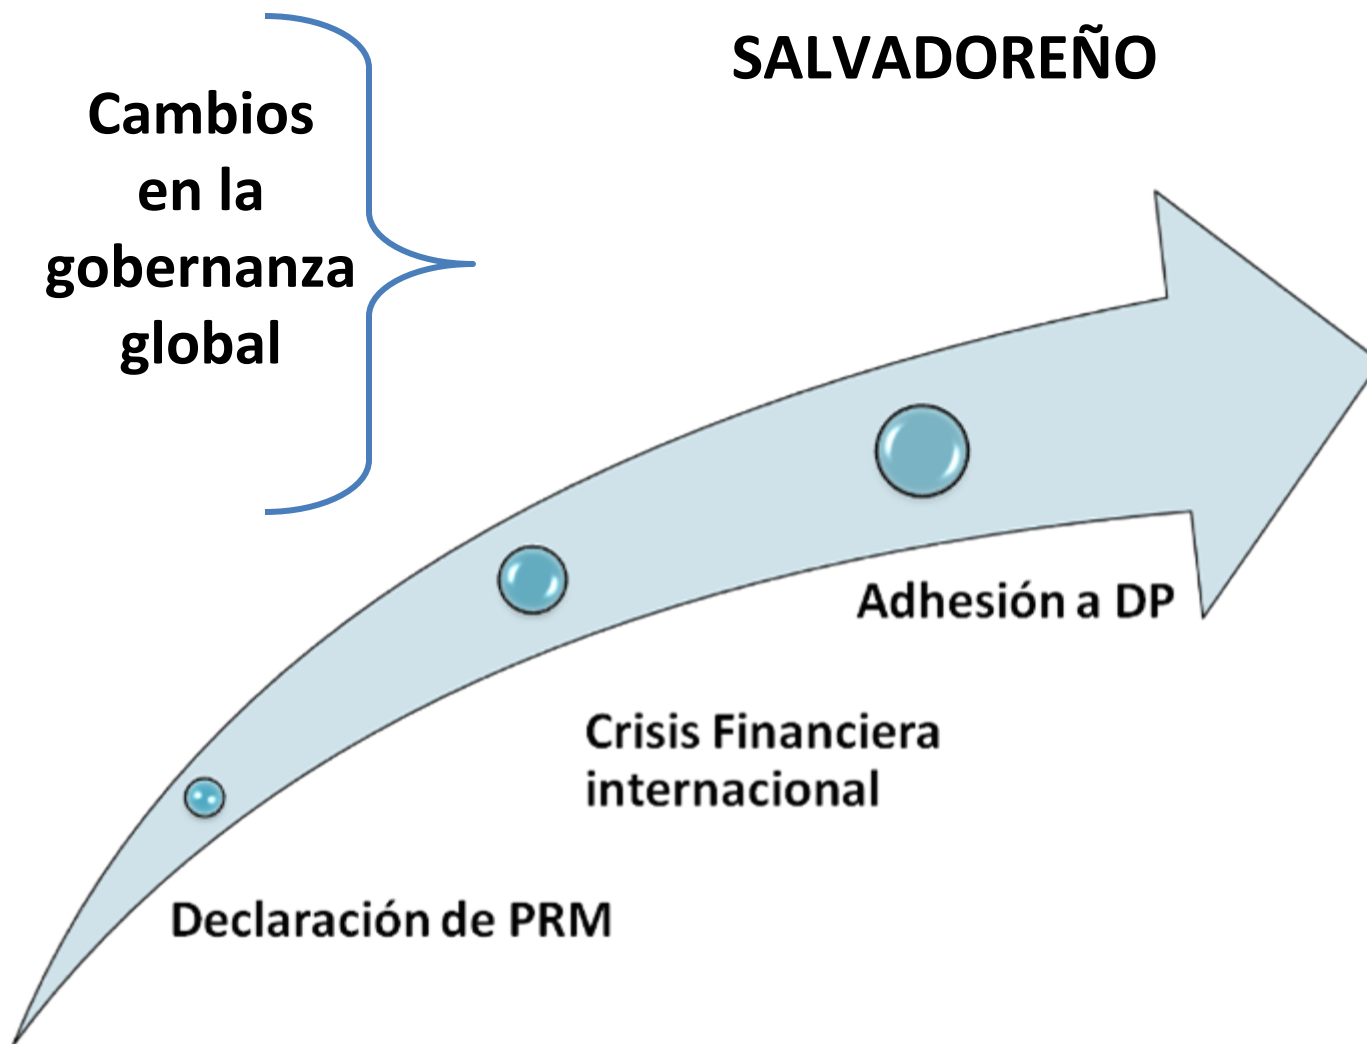 SALVADOREÑO
Cambios
en la
gobernanza
global
Adhesión a DP
Crisis Financiera
internacional
Declaración de PRM